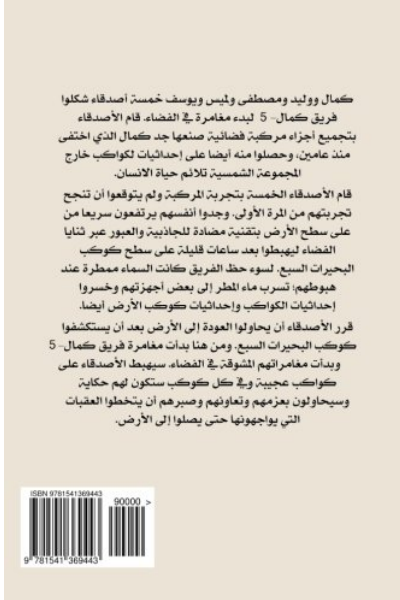 كمال ووليد ومصطفى ولميس ويوسف خمسة أصدقاء شكلوا
فريق كمال- 5 لبدء مغامرة في الفضاء. قام الأصدقاء
بتجميع أجزاء مركبة فضائية صنعها جد كمال الذي اختفى
منذ عامين، وحصلوا منه أيضا على إحداثيات لكواكب خارج
المجموعة الشمسية تلائم حياة الانسان.
قام الأصدقاء الخمسة بتجربة المركبة ولم يتوقعوا أن تنجح
تجربتهم من المرة الأولى. وجدوا أنفسهم يرتفعون سريعا من
على سطح الأرض بتقنية مضادة للجاذبية والعبور عبر ثنايا
الفضاء ليهبطوا بعد ساعات قليلة على سطح كوكب
البحيرات السبع. لسوء حظ الفريق كانت السماء ممطرة عند
هبوطهم؛ تسرب ماء المطر إلى بعض أجهزتهم وخسروا
إحداثيات الكواكب وإحداثيات كوكب الأرض أيضا.
قرر الأصدقاء أن يحاولوا العودة إلى الأرض بعد أن يستكشفوا
كوكب البحيرات السبع. ومن هنا بدأت مغامرة فريق كمال- 5
وبدأت مغامراتهم المشوقة في الفضاء. سيهبط الأصدقاء على
كواكب عجيبة وفي كل كوكب ستكون لهم حكاية
وسيحاولون بعزمهم وتعاونهم وصبرهم أن يتخطوا العقبات
التي يواجهونها حتى يصلوا إلى الأرض.
ISBN 9781541369443
90000 >
9 781541 369443